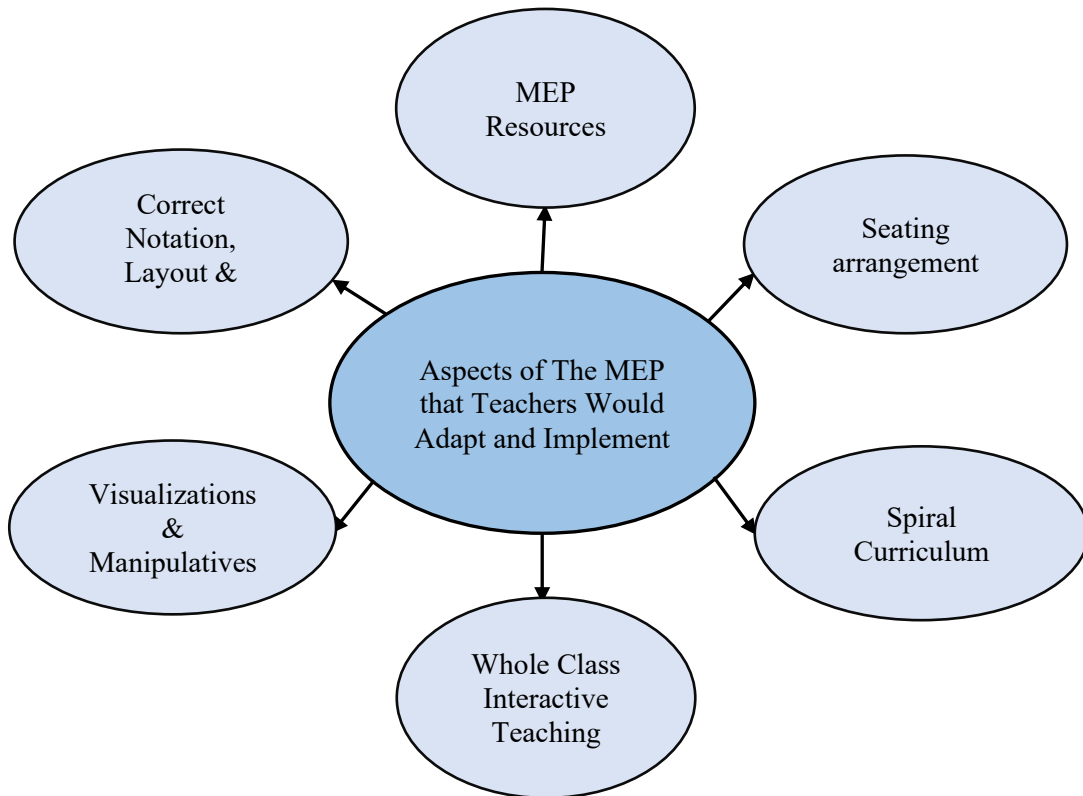 MEP
Resources
Correct
Notation,
Layout &
Seating
arrangement
Aspects of The MEP
that Teachers Would
Adapt and Implement
Visualizations
&
Manipulatives
Spiral
Curriculum
Whole Class
Interactive
Teaching